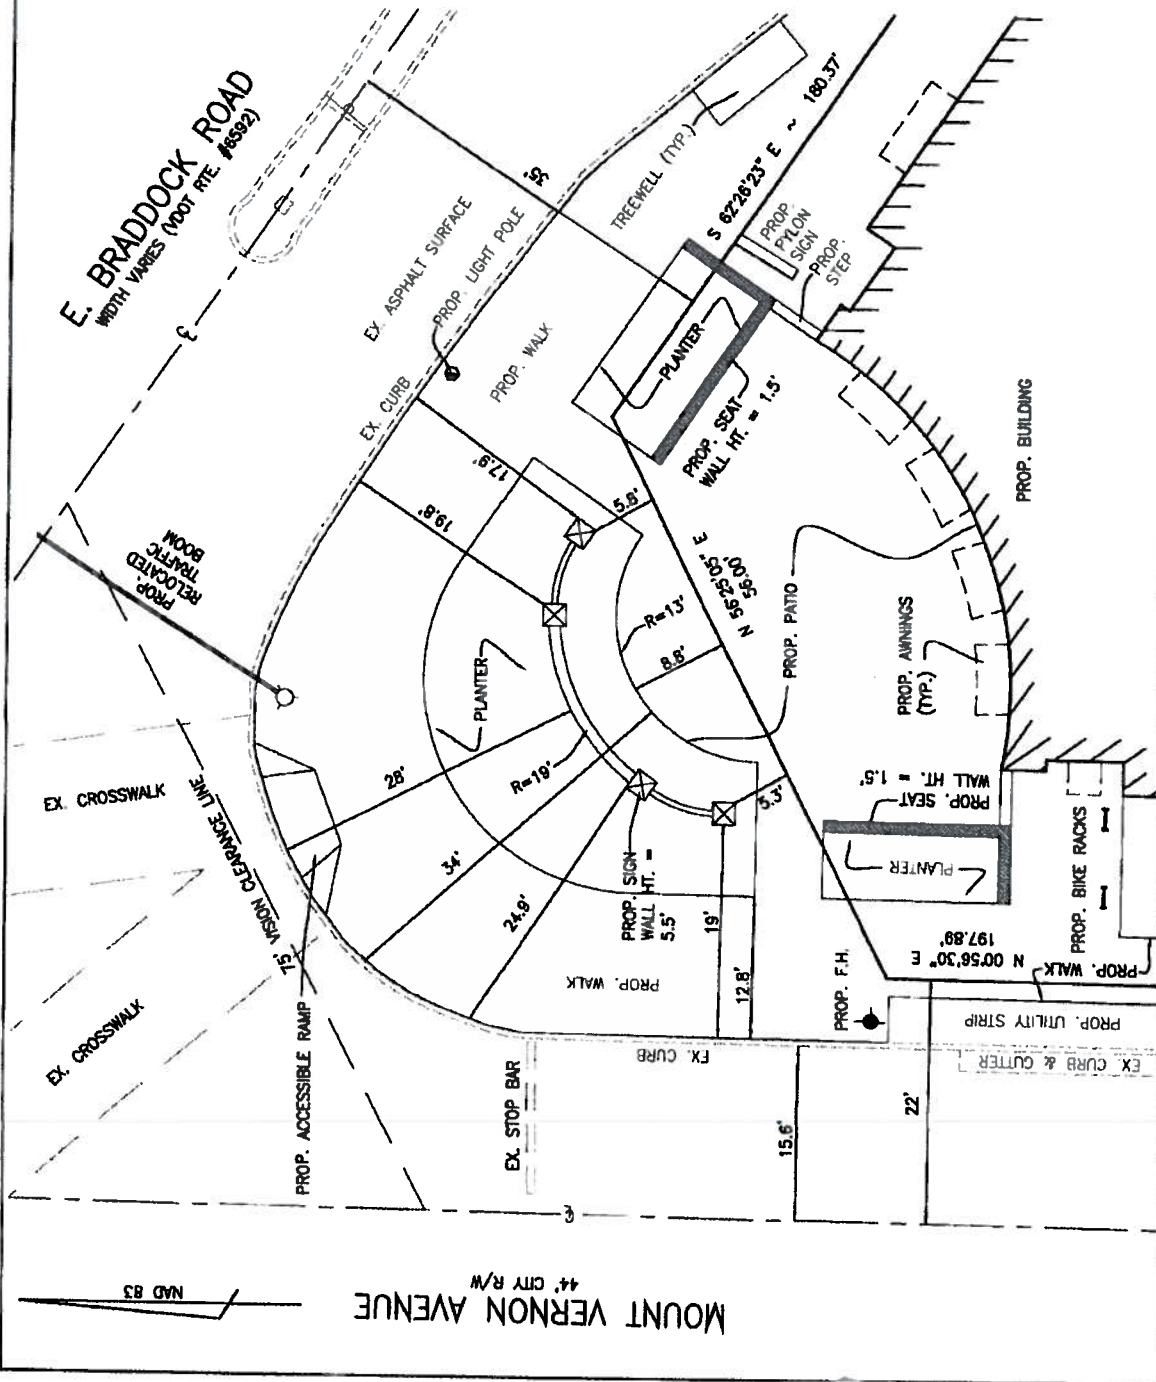 E. BRADDOCK ROAD
WIDTH VARIES (VDOT RTE. #6592)
180.37'
S 62°26'23" E ~
TREEWELL (TYP.)
35'
EX. ASPHALT SURFACE
PROP. LIGHT POLE
PROP. WALK
EX. CURB
PROP.
PYLON
SIGN
PROP.
STEP
PLANTER
PROP. SEAT
WALL HT. = 1.5'
PROP. BUILDING
17.9'
19.8'
5.8'
N 56°25'05" E
56.00'
PROP.
RELOCATED
TRAFFIC
BOOM
R=13'
8.8'
PROP. PATIO
PROP. AWNINGS
(TYP.)
PLANTER
28'
R=19'
34'
24.9'
EX. CROSSWALK
75' VISION CLEARANCE LINE
EX. CROSSWALK
PROP. ACCESSIBLE RAMP
5.3'
PROP. SEAT
WALL HT. = 1.5'
PLANTER
PROP. BIKE RACKS
PROP. SIGN
WALL HT. =
5.5'
19'
12.8'
PROP. WALK
PROP. F.H.
N 00°56'30" E
197.89'
PROP. WALK
PROP. WALK
PROP. UTILITY STRIP
EX. CURB
EX. CURB & GUTTER
EX. STOP BAR
15.6'
22'
NAD 83
MOUNT VERNON AVENUE
44' CITY R/W